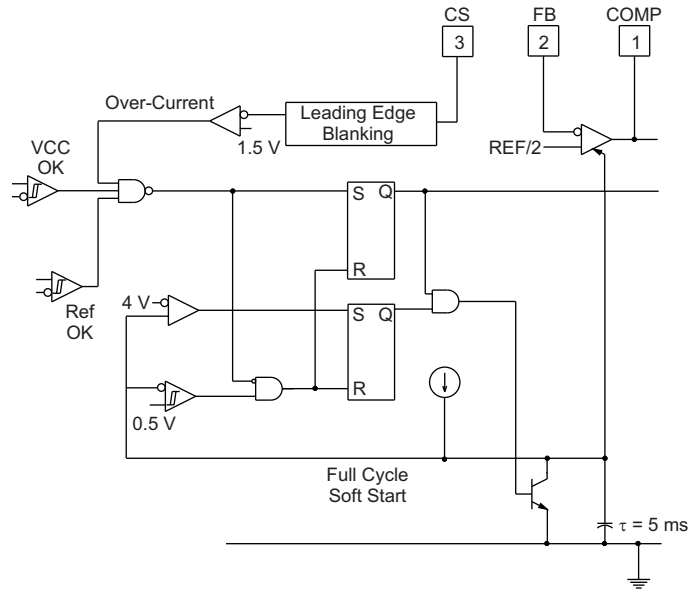 CS FB COMP
3 2 1
Over-Current
Leading Edge
Blanking
1.5 V
REF/2
VCC
OK
S Q
R
Ref
OK
4 V
S Q
R
0.5 V
Full Cycle
Soft Start
τ = 5 ms